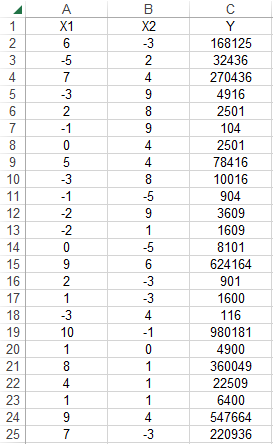 A B C
1 X1 X2 Y
2 6 -3 168125
3 -5 2 32436
4 7 4 270436
5 -3 9 4916
6 2 8 2501
7 -1 9 104
8 0 4 2501
9 5 4 78416
10 -3 8 10016
11 -1 -5 904
12 -2 9 3609
13 -2 1 1609
14 0 -5 8101
15 9 6 624164
16 2 -3 901
17 1 -3 1600
18 -3 4 116
19 10 -1 980181
20 1 0 4900
21 8 1 360049
22 4 1 22509
23 1 1 6400
24 9 4 547664
25 7 -3 220936